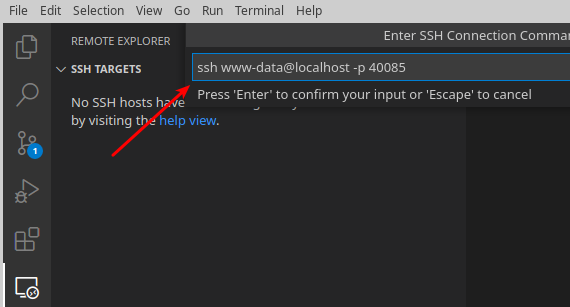 File Edit Selection View Go Run Terminal Help
REMOTE EXPLORER
Enter SSH Connection Comma
SSH TARGETS
ssh www-data@localhost -p 40085
Press 'Enter' to confirm your input or 'Escape' to cancel
No SSH hosts have
by visiting the help view.
1